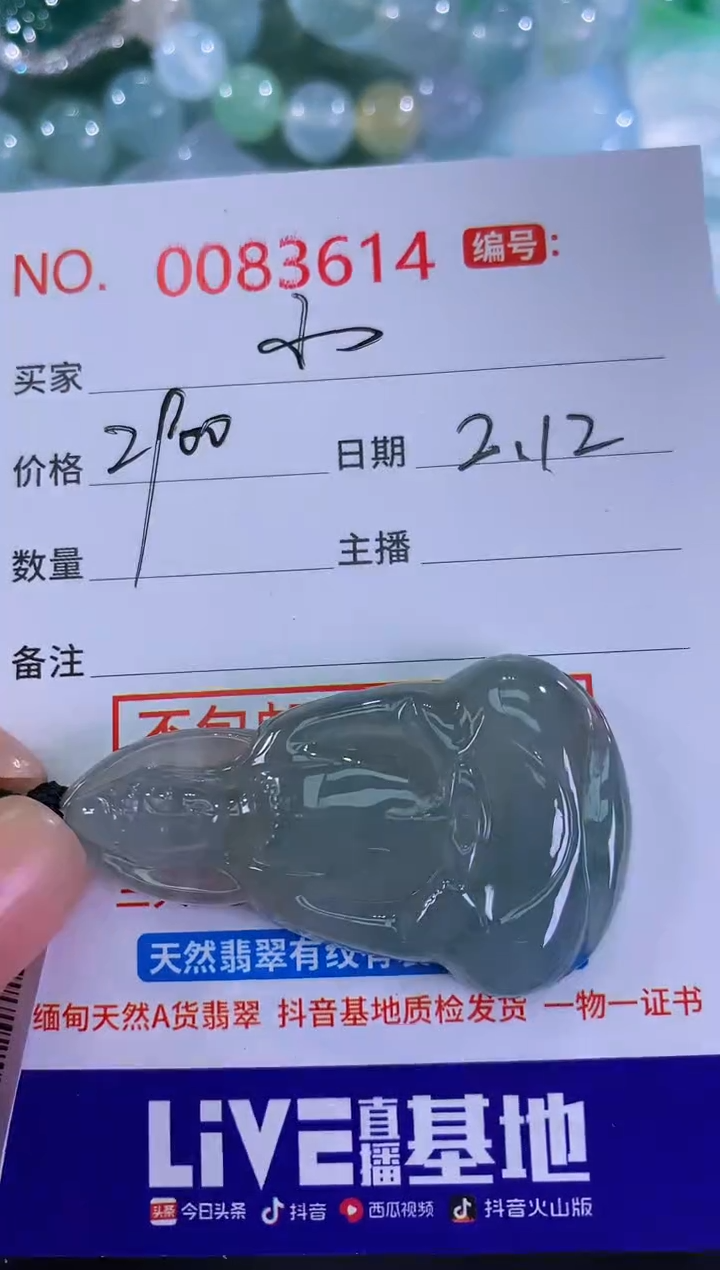 NO. 0083614 编号:
买家
价格 2900 日期 2.12
数量 主播
备注
天然翡翠有纹有
缅甸天然A货翡翠 抖音基地质检发货 一物一证书
LiVE直播基地
头条 今日头条 抖音 西瓜视频 抖音火山版